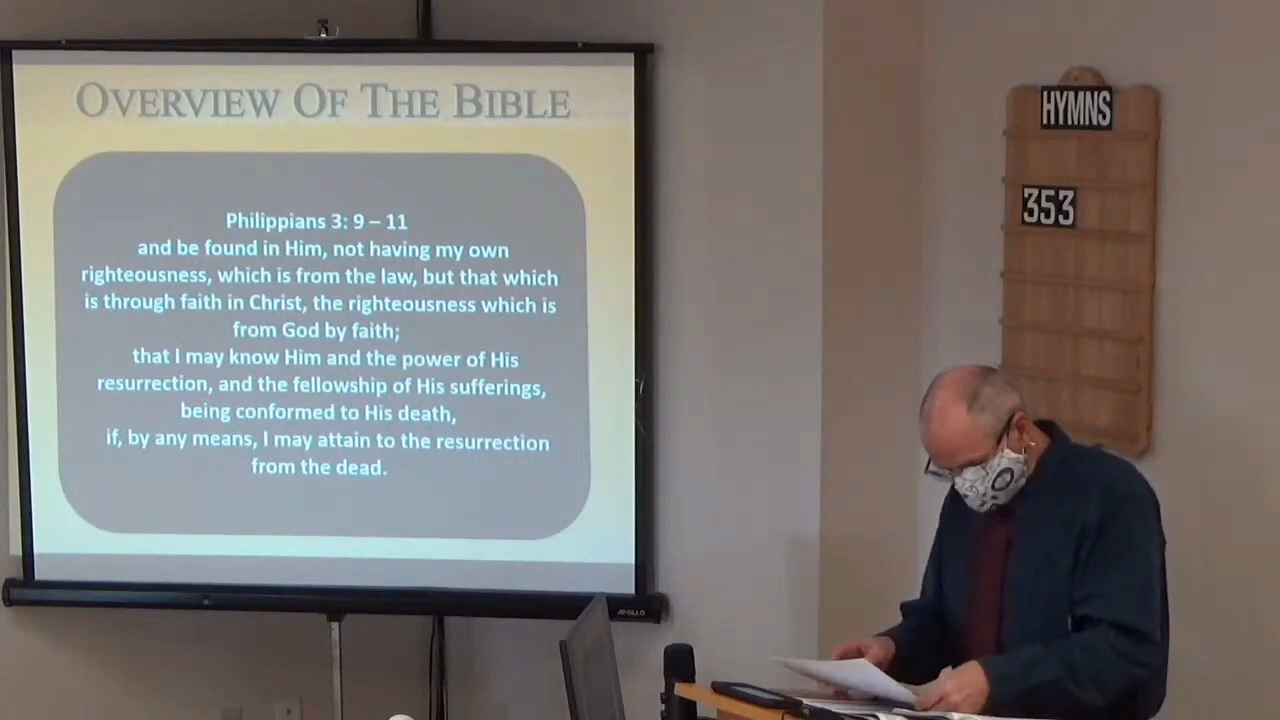 OVERVIEW OF THE BIBLE
Philippians 3: 9 – 11
and be found in Him, not having my own
righteousness, which is from the law, but that which
is through faith in Christ, the righteousness which is
from God by faith;
that I may know Him and the power of His
resurrection, and the fellowship of His sufferings,
being conformed to His death,
if, by any means, I may attain to the resurrection
from the dead.
APOLLO
HYMNS
353